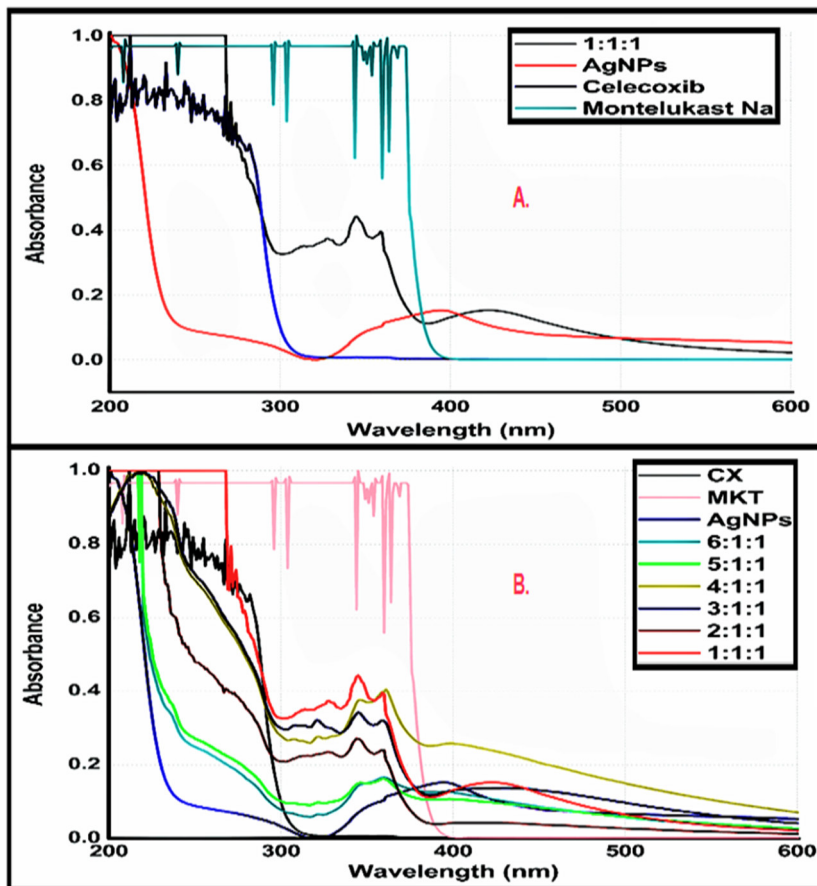 1:1:1
AgNPs
Celecoxib
Montelukast Na
A.
Absorbance
1.0
0.8
0.6
0.4
0.2
0.0
200 300 400 500 600
Wavelength (nm)
CX
MKT
AgNPs
6:1:1
5:1:1
4:1:1
3:1:1
2:1:1
1:1:1
B.
Absorbance
1.0
0.8
0.6
0.4
0.2
0.0
200 300 400 500 600
Wavelength (nm)